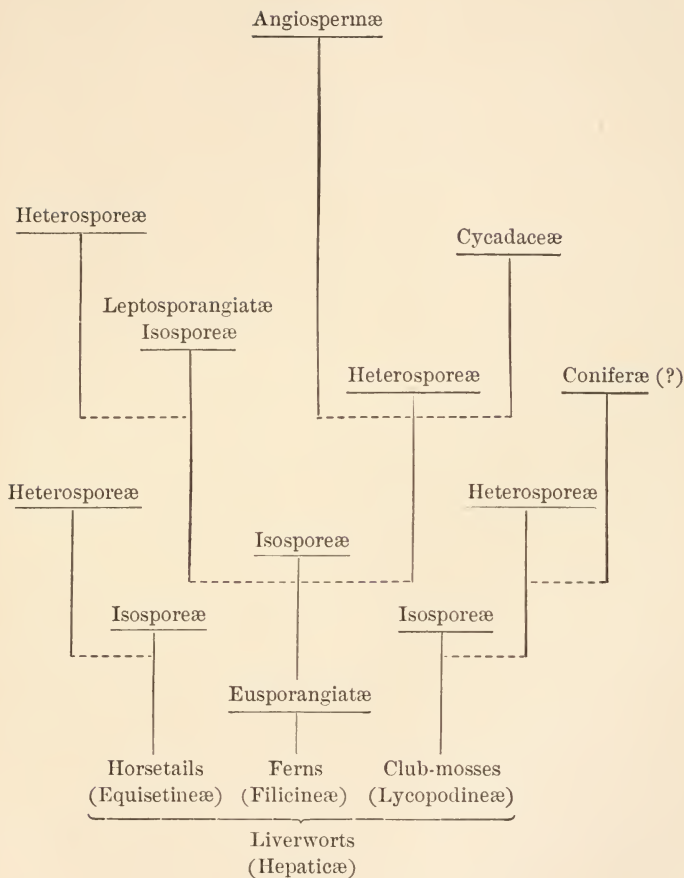 Angiospermæ
Heterosporeæ
Cycadaceæ
Leptosporangiatæ
Isosporeæ
Heterosporeæ
Coniferæ (?)
Heterosporeæ
Heterosporeæ
Isosporeæ
Isosporeæ
Isosporeæ
Eusporangiatæ
Horsetails
(Equisetineæ)
Ferns
(Filicineæ)
Club-mosses
(Lycopodineæ)
Liverworts
(Hepaticæ)